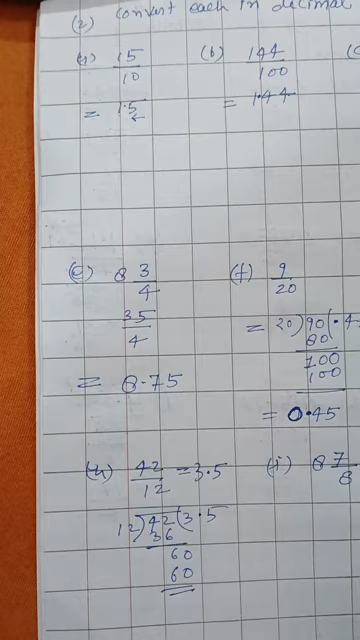 (2) convert each in decimal
(a) 15/10 (b) 144/100 (c
= 1.5 = 1.44
(e) 8 3/4 (f) 9/20
35/4 = 20)90(.4
80
100
100
= 8.75 = 0.45
(h) 42/12 = 3.5 (i) 8 7/8
12)42(3.5
36
60
60